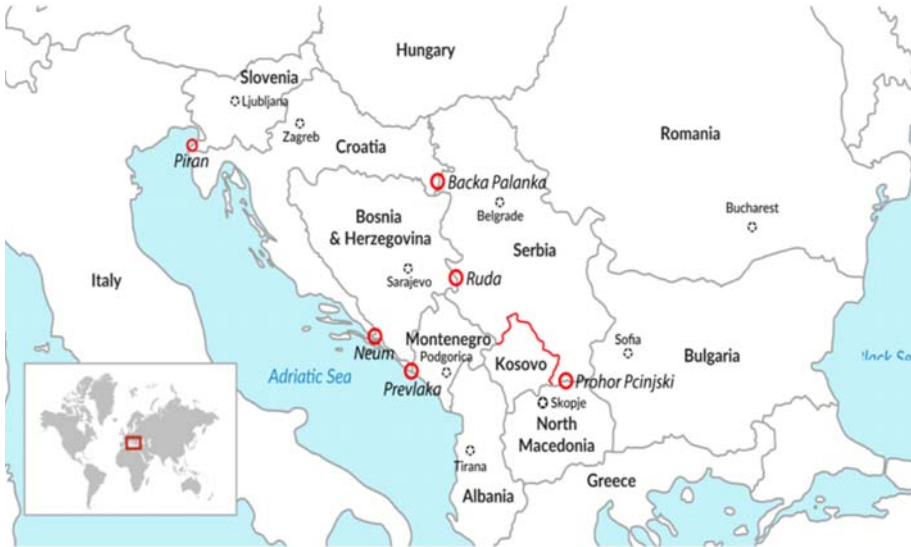 Hungary
Slovenia
Ljubljana
Zagreb
Croatia
Romania
Piran
Backa Palanka
Belgrade
Bucharest
Bosnia
& Herzegovina
Serbia
Italy
Sarajevo
Ruda
Sofia
Bulgaria
Neum
Montenegro
Podgorica
Kosovo
Adriatic Sea
Prevlaka
Prohor Pcinjski
Skopje
North
Macedonia
Tirana
Albania
Greece